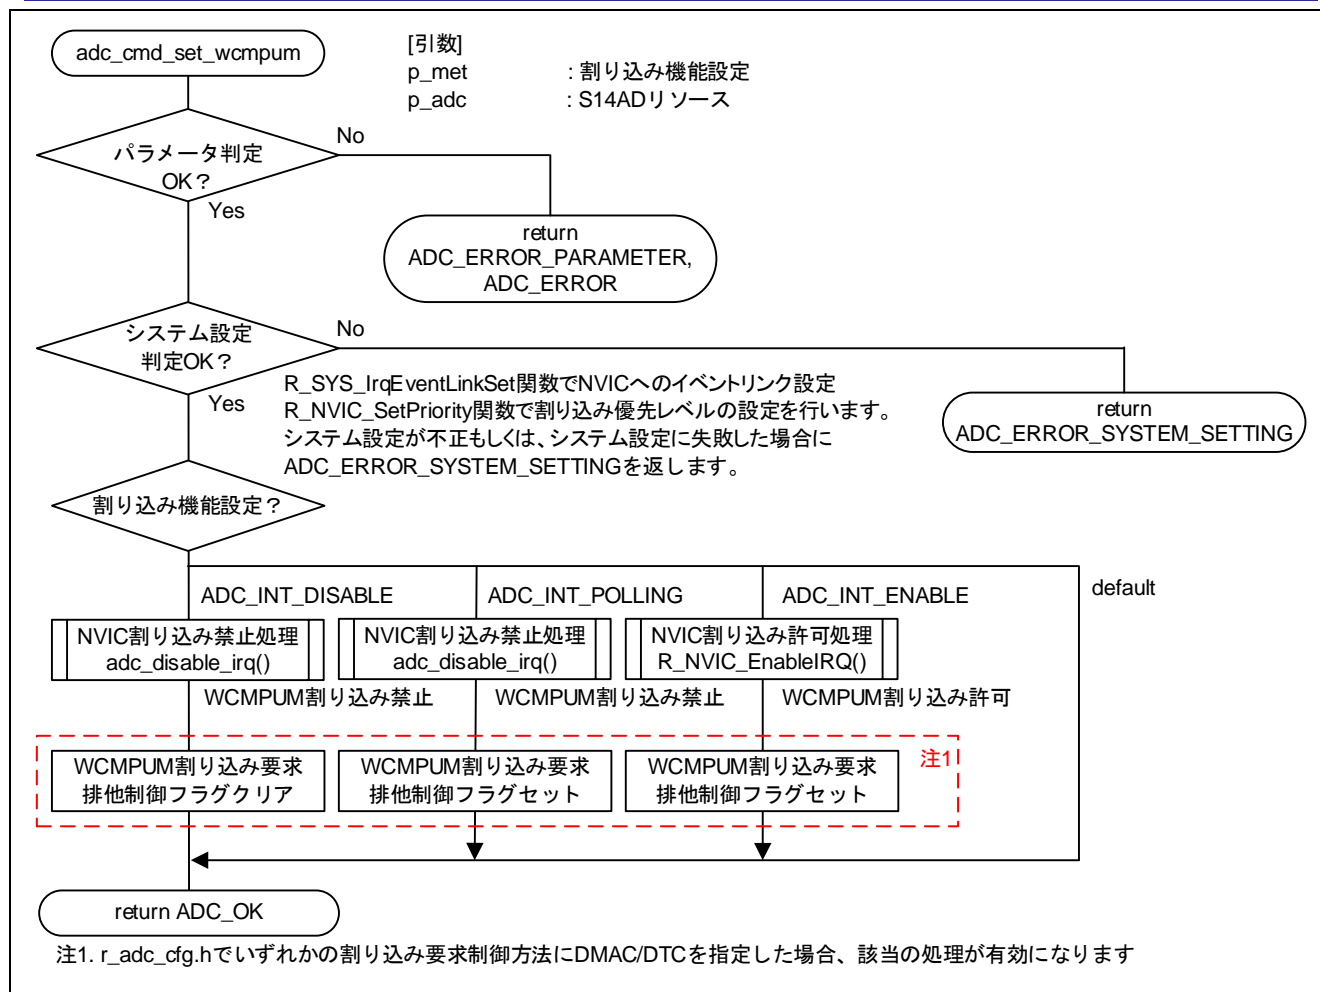 adc_cmd_set_wcmpum
[引数]
p_met : 割り込み機能設定
p_adc : S14ADリソース
パラメータ判定
OK？
No
Yes
return
ADC_ERROR_PARAMETER,
ADC_ERROR
システム設定
判定OK？
No
Yes
R_SYS_IrqEventLinkSet関数でNVICへのイベントリンク設定
R_NVIC_SetPriority関数で割り込み優先レベルの設定を行います。
システム設定が不正もしくは、システム設定に失敗した場合に
ADC_ERROR_SYSTEM_SETTINGを返します。
return
ADC_ERROR_SYSTEM_SETTING
割り込み機能設定？
ADC_INT_DISABLE
ADC_INT_POLLING
ADC_INT_ENABLE
default
NVIC割り込み禁止処理
adc_disable_irq()
NVIC割り込み禁止処理
adc_disable_irq()
NVIC割り込み許可処理
R_NVIC_EnableIRQ()
WCMPUM割り込み禁止
WCMPUM割り込み禁止
WCMPUM割り込み許可
WCMPUM割り込み要求
排他制御フラグクリア
WCMPUM割り込み要求
排他制御フラグセット
WCMPUM割り込み要求
排他制御フラグセット
注1
return ADC_OK
注1. r_adc_cfg.hでいずれかの割り込み要求制御方法にDMAC/DTCを指定した場合、該当の処理が有効になります